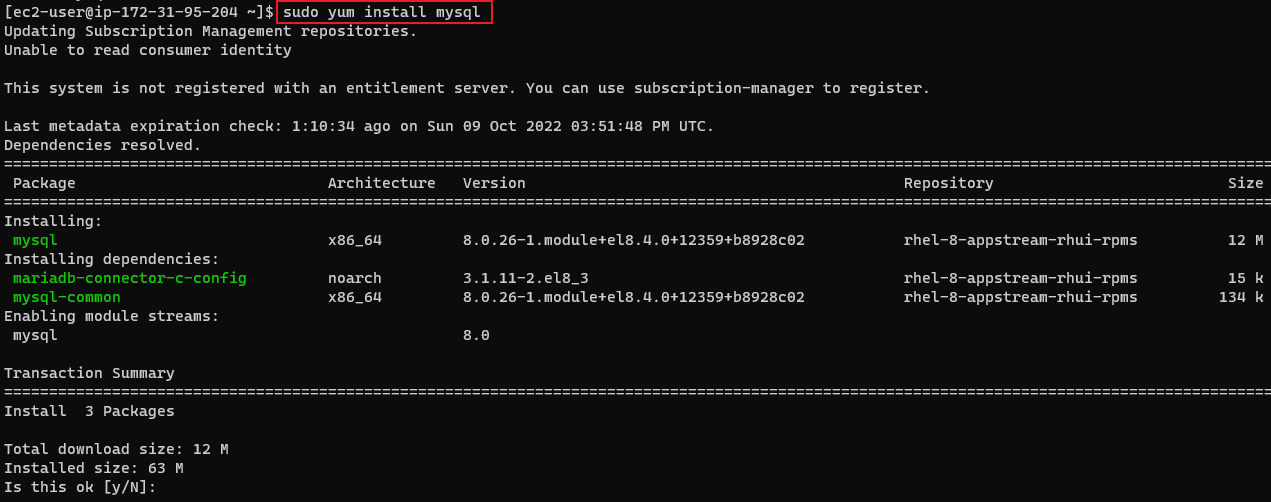 [ec2-user@ip-172-31-95-204 ~]$ sudo yum install mysql
Updating Subscription Management repositories.
Unable to read consumer identity
This system is not registered with an entitlement server. You can use subscription-manager to register.
Last metadata expiration check: 1:10:34 ago on Sun 09 Oct 2022 03:51:48 PM UTC.
Dependencies resolved.
================================================================================
Package Architecture Version Repository Size
================================================================================
Installing:
mysql x86_64 8.0.26-1.module+el8.4.0+12359+b8928c02 rhel-8-appstream-rhui-rpms 12 M
Installing dependencies:
mariadb-connector-c-config noarch 3.1.11-2.el8_3 rhel-8-appstream-rhui-rpms 15 k
mysql-common x86_64 8.0.26-1.module+el8.4.0+12359+b8928c02 rhel-8-appstream-rhui-rpms 134 k
Enabling module streams:
mysql 8.0
Transaction Summary
================================================================================
Install 3 Packages
Total download size: 12 M
Installed size: 63 M
Is this ok [y/N]: